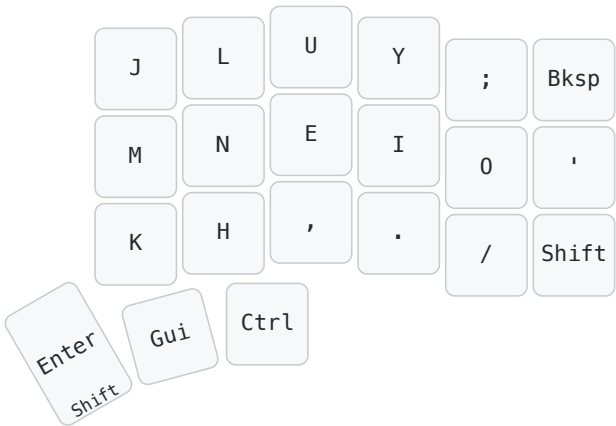 J L U Y ; Bksp
M N E I O '
K H , . / Shift
Enter Gui Ctrl
Shift